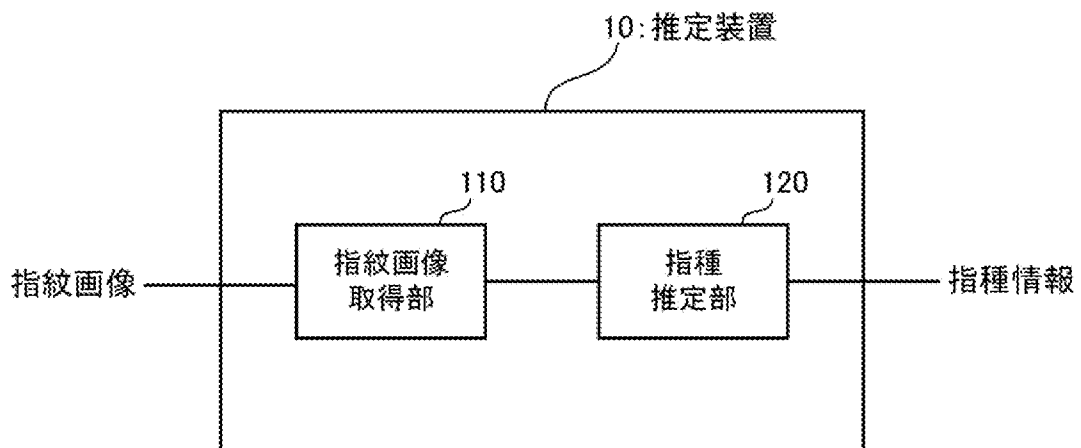 10:推定装置
110
120
指紋画像
指紋画像
取得部
指種
推定部
指種情報